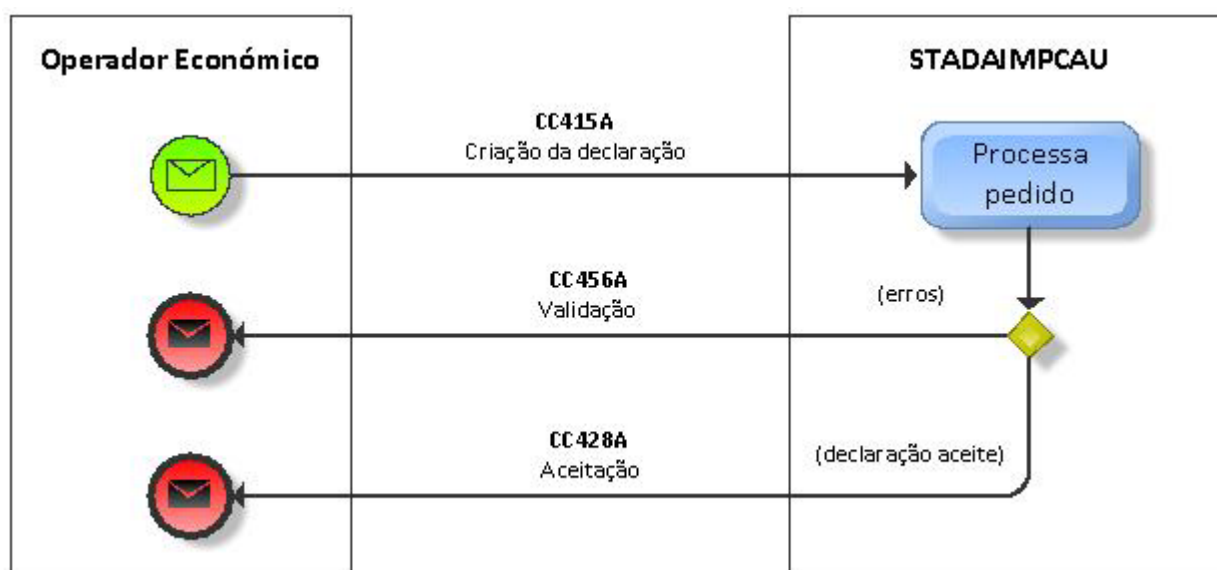 Operador Económico
STADAIMPCAU
CC415A
Criação da declaração
Processa
pedido
CC456A
Validação
(erros)
CC428A
Aceitação
(declaração aceite)